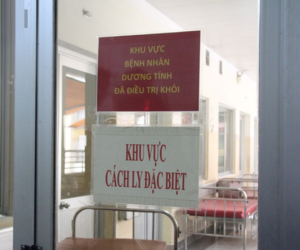 KHU VỰC
BỆNH NHÂN
DƯƠNG TÍNH
ĐÃ ĐIỀU TRỊ KHỎI
KHU VỰC
CÁCH LY ĐẶC BIỆT